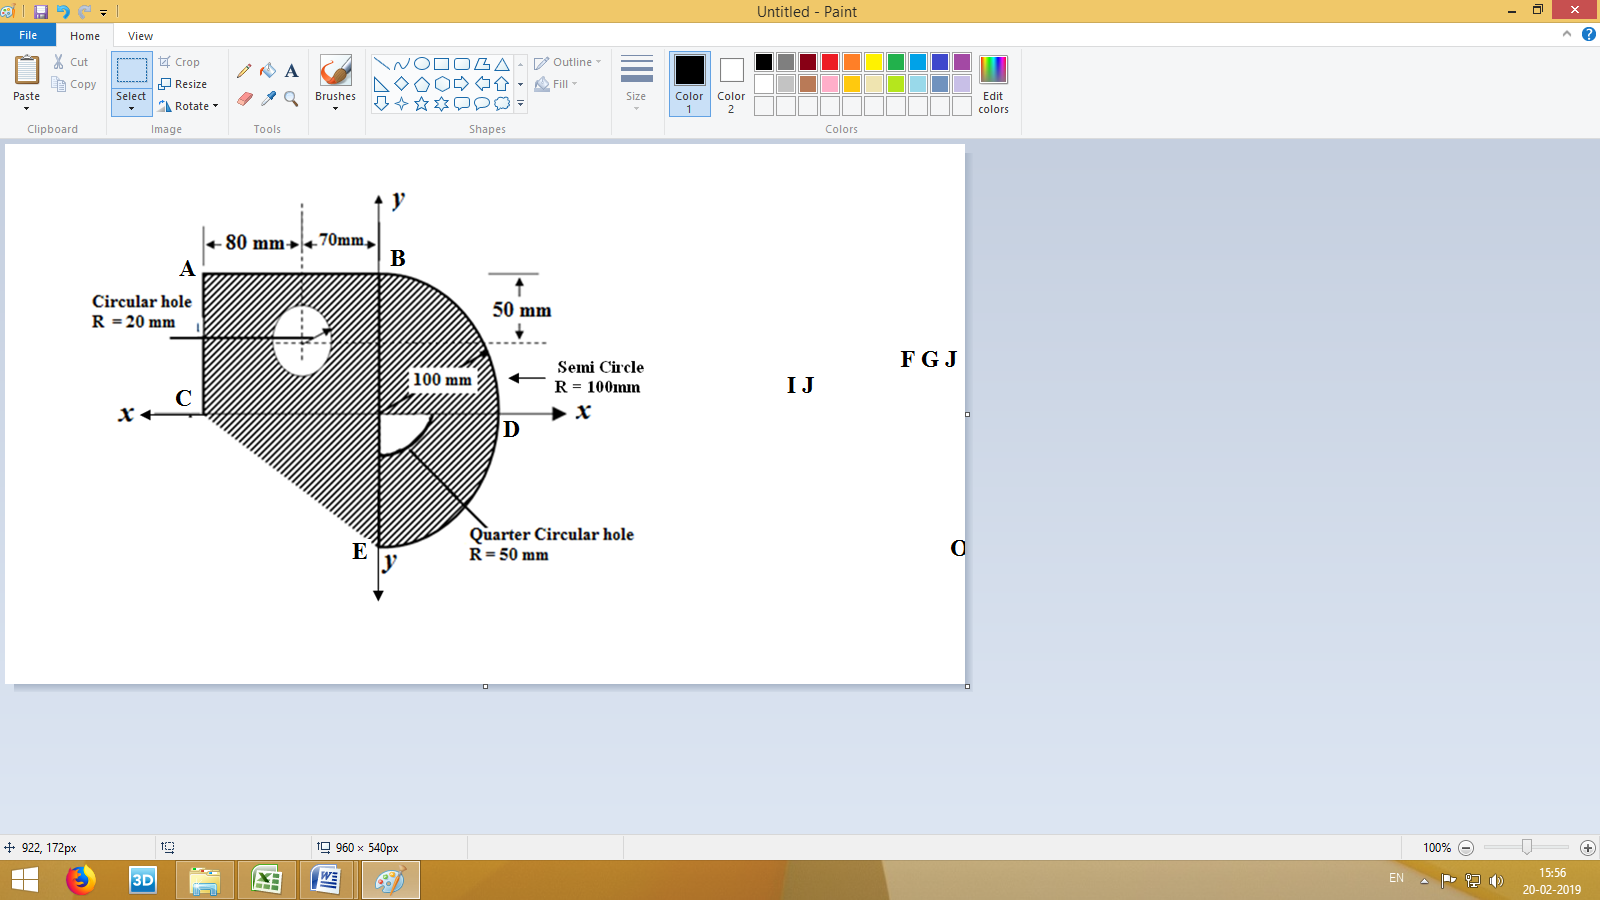 Untitled - Paint
File Home View
Paste
Cut
Copy
Clipboard
Select
Crop
Resize
Rotate
Image
A
Tools
Brushes
Shapes
Outline
Fill
Size
Color 1
Color 2
Colors
Edit colors
y
80 mm
70mm
A
B
Circular hole
R = 20 mm
50 mm
100 mm
Semi Circle
R = 100mm
C
x
x
D
Quarter Circular hole
R = 50 mm
E
y
F G J
I J
O
922, 172px
960 × 540px
100%
3D
EN
15:56
20-02-2019